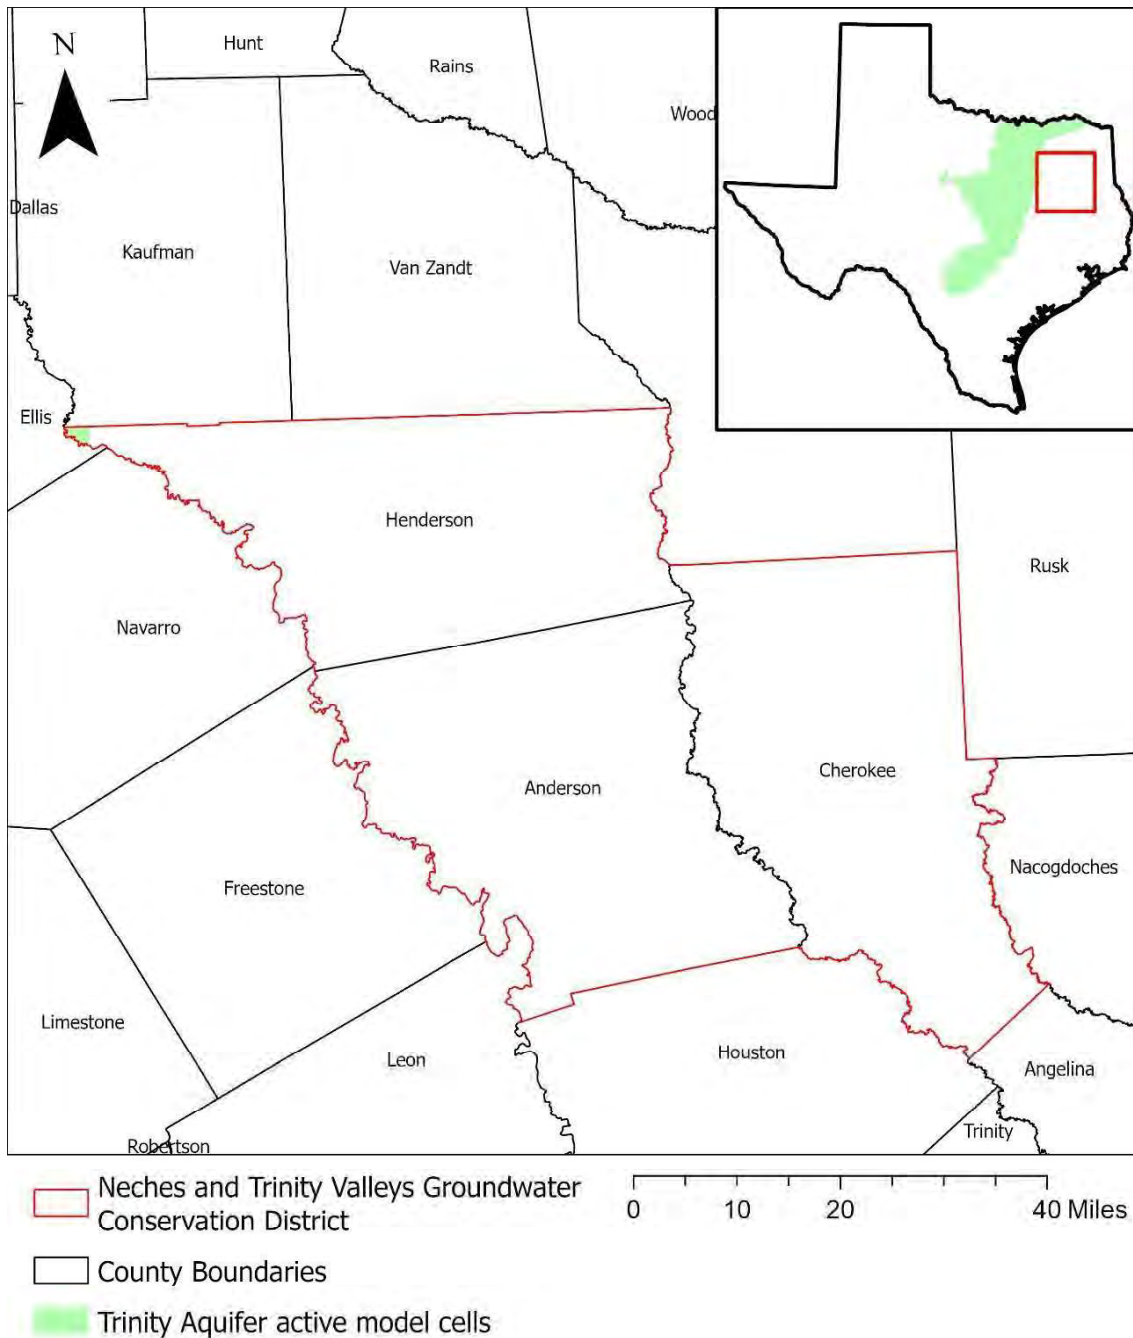 N
Hunt
Rains
Wood
Dallas
Kaufman
Van Zandt
Ellis
Henderson
Rusk
Navarro
Cherokee
Anderson
Nacogdoches
Freestone
Limestone
Houston
Leon
Angelina
Trinity
Robertson
Neches and Trinity Valleys Groundwater
Conservation District
0 10 20 40 Miles
County Boundaries
Trinity Aquifer active model cells